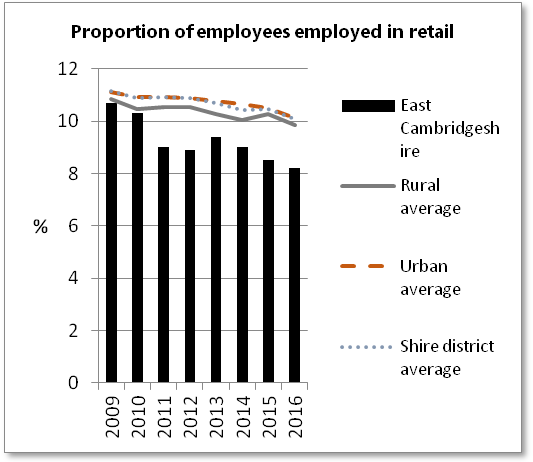 Proportion of employees employed in retail
12
10
8
6
4
2
0
%
2009
2010
2011
2012
2013
2014
2015
2016
East
Cambridgesh
ire
Rural
average
Urban
average
Shire district
average